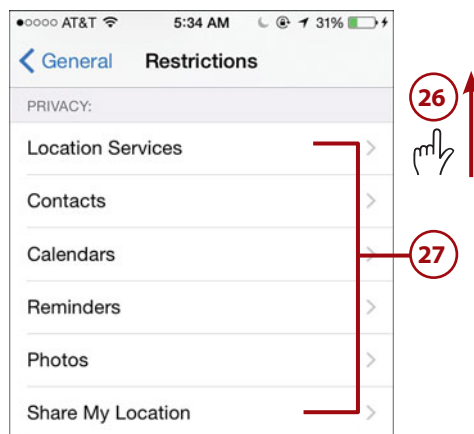 ●○○○○ AT&T 5:34 AM 31%
General Restrictions
PRIVACY:
26
Location Services
Contacts
Calendars
27
Reminders
Photos
Share My Location